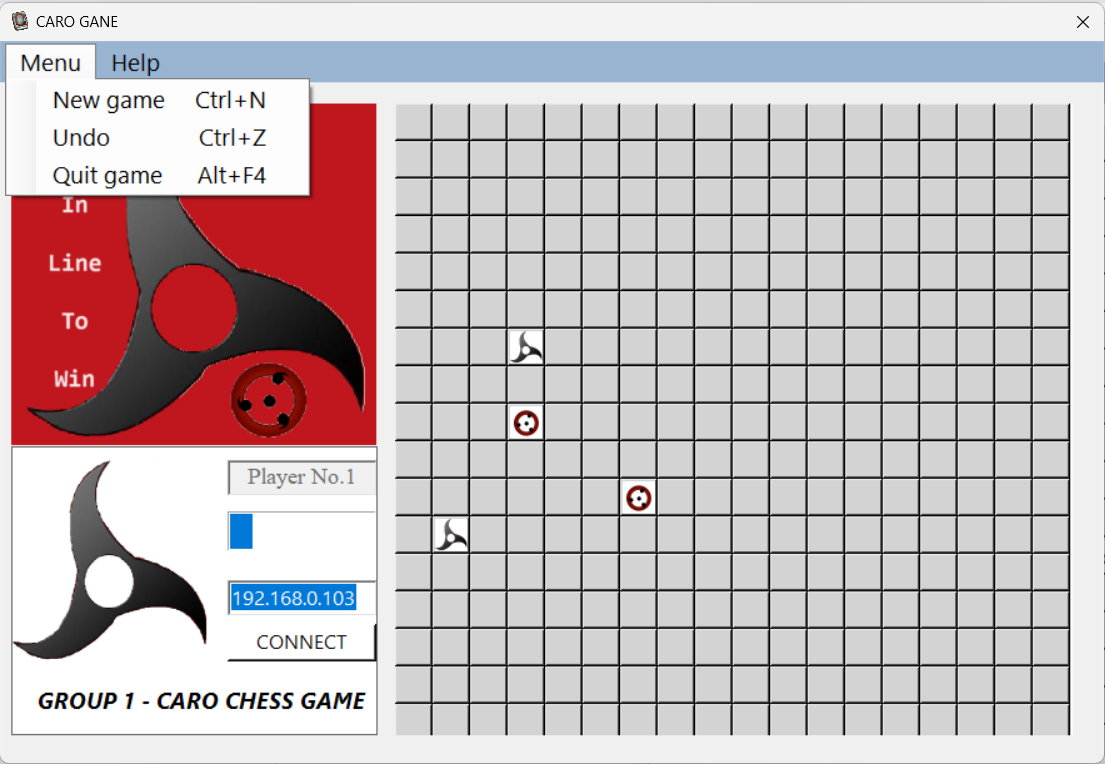 CARO GANE
Menu Help
New game Ctrl+N
Undo Ctrl+Z
Quit game Alt+F4
In
Line
To
Win
Player No.1
192.168.0.103
CONNECT
GROUP 1 - CARO CHESS GAME